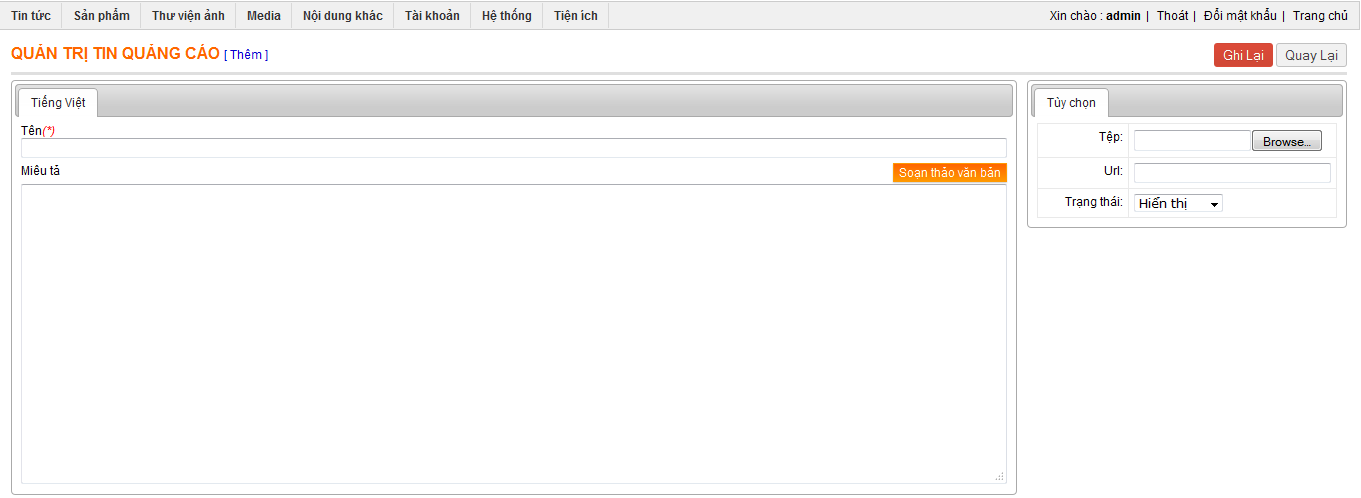 Tin tức Sản phẩm Thư viện ảnh Media Nội dung khác Tài khoản Hệ thống Tiện ích Xin chào : admin | Thoát | Đổi mật khẩu | Trang chủ
QUẢN TRỊ TIN QUẢNG CÁO [ Thêm ] Ghi Lại Quay Lại
Tiếng Việt
Tên(*)
Miêu tả Soạn thảo văn bản
Tùy chọn
Tệp: Browse...
Url:
Trạng thái: Hiển thị